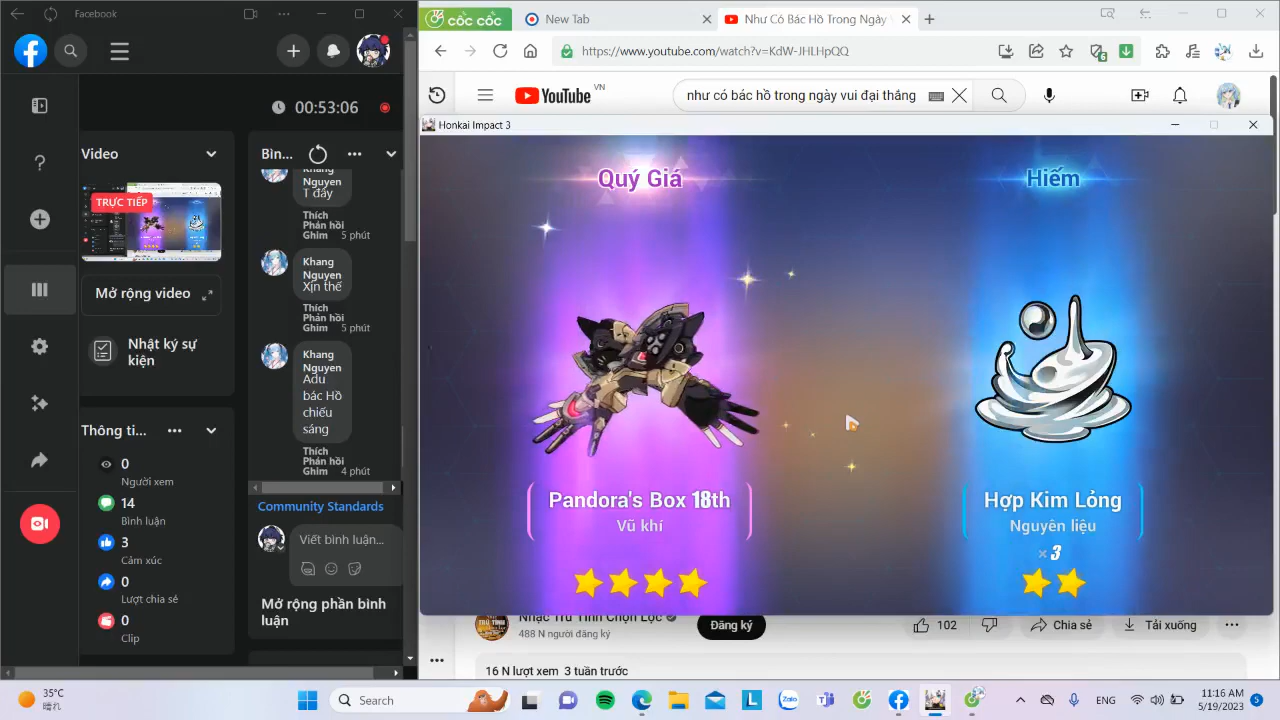 Facebook
00:53:06
Video
TRỰC TIẾP
Mở rộng video
Nhật ký sự
kiện
Thông ti...
0
Người xem
14
Bình luận
3
Cảm xúc
0
Lượt chia sẻ
0
Clip
Bìn...
Khang
Nguyen
T đấy
Thích
Phản hồi
Ghim
5 phút
Khang
Nguyen
Xịn thế
Thích
Phản hồi
Ghim
5 phút
Khang
Nguyen
Adu
bác Hồ
chiếu
sáng
Thích
Phản hồi
Ghim
4 phút
Community Standards
Viết bình luận...
Mở rộng phần bình
luận
cốc cốc
New Tab
Như Có Bác Hồ Trong Ngày
https://www.youtube.com/watch?v=KdW-JHLHpQQ
6
YouTube VN
như có bác hồ trong ngày vui đại thắng
Honkai Impact 3
Quý Giá
Hiếm
Pandora's Box 18th
Vũ khí
Hợp Kim Lỏng
Nguyên liệu
×3
Nhạc Trữ Tình Chọn Lọc
488 N người đăng ký
Đăng ký
102
Chia sẻ
Tải xuống
16 N lượt xem 3 tuần trước
35°C
晴れ
Search
Zalo
ENG
11:16 AM
5/19/2023
5